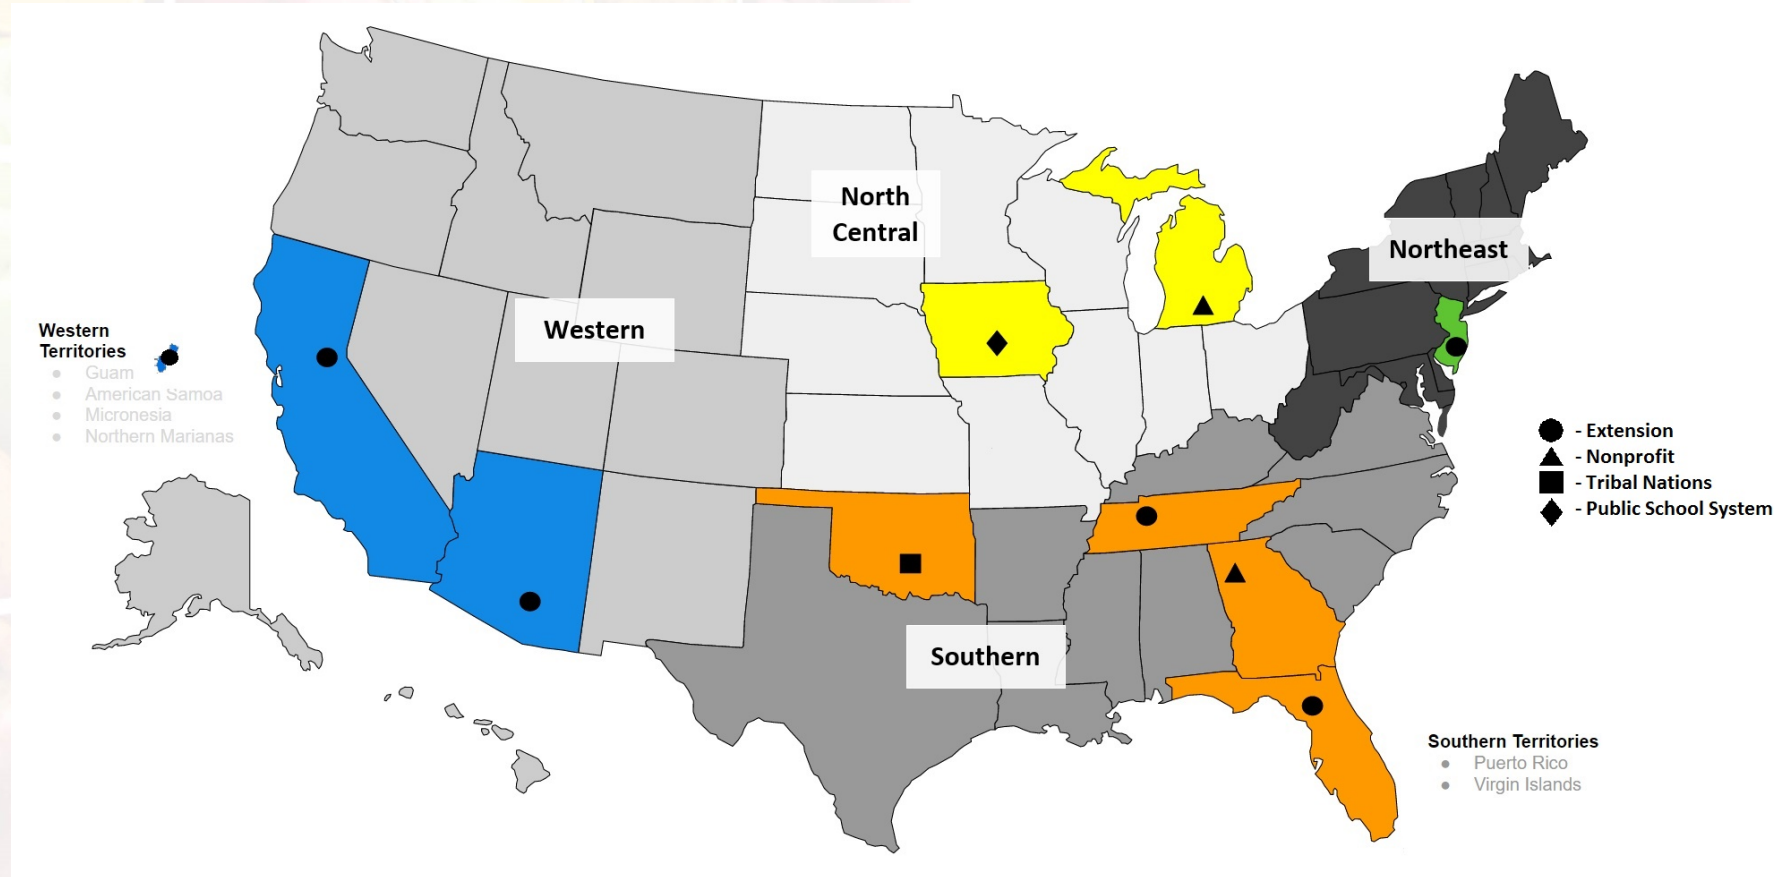 North
Central
Northeast
Western
Western
Territories
Guam
American Samoa
Micronesia
Northern Marianas
- Extension
- Nonprofit
- Tribal Nations
- Public School System
Southern
Southern Territories
Puerto Rico
Virgin Islands